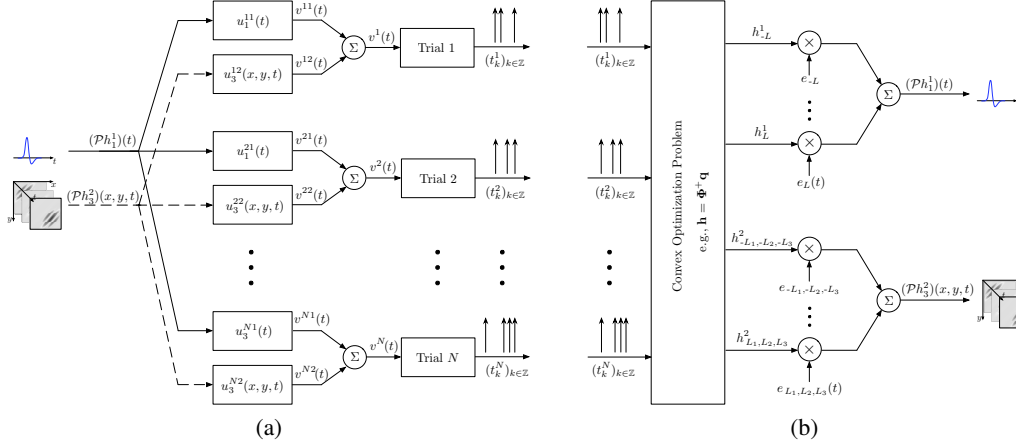 u_1^{11}(t)
v^{11}(t)
Σ
v^1(t)
Trial 1
(t_k^1)_{k∈ℤ}
u_3^{12}(x, y, t)
v^{12}(t)
(𝒫h_1^1)(t)
t
(𝒫h_3^2)(x, y, t)
x
y
u_1^{21}(t)
v^{21}(t)
Σ
v^2(t)
Trial 2
(t_k^2)_{k∈ℤ}
u_3^{22}(x, y, t)
v^{22}(t)
u_3^{N1}(t)
v^{N1}(t)
Σ
v^N(t)
Trial N
(t_k^N)_{k∈ℤ}
u_3^{N2}(x, y, t)
v^{N2}(t)
(a)
(t_k^1)_{k∈ℤ}
(t_k^2)_{k∈ℤ}
(t_k^N)_{k∈ℤ}
Convex Optimization Problem
e.g., h = Φ^+q
h_{-L}^1
×
e_{-L}
h_L^1
×
e_L(t)
Σ
(𝒫h_1^1)(t)
t
h_{-L_1,-L_2,-L_3}^2
×
e_{-L_1,-L_2,-L_3}
h_{L_1,L_2,L_3}^2
×
e_{L_1,L_2,L_3}(t)
Σ
(𝒫h_3^2)(x, y, t)
x
y
(b)